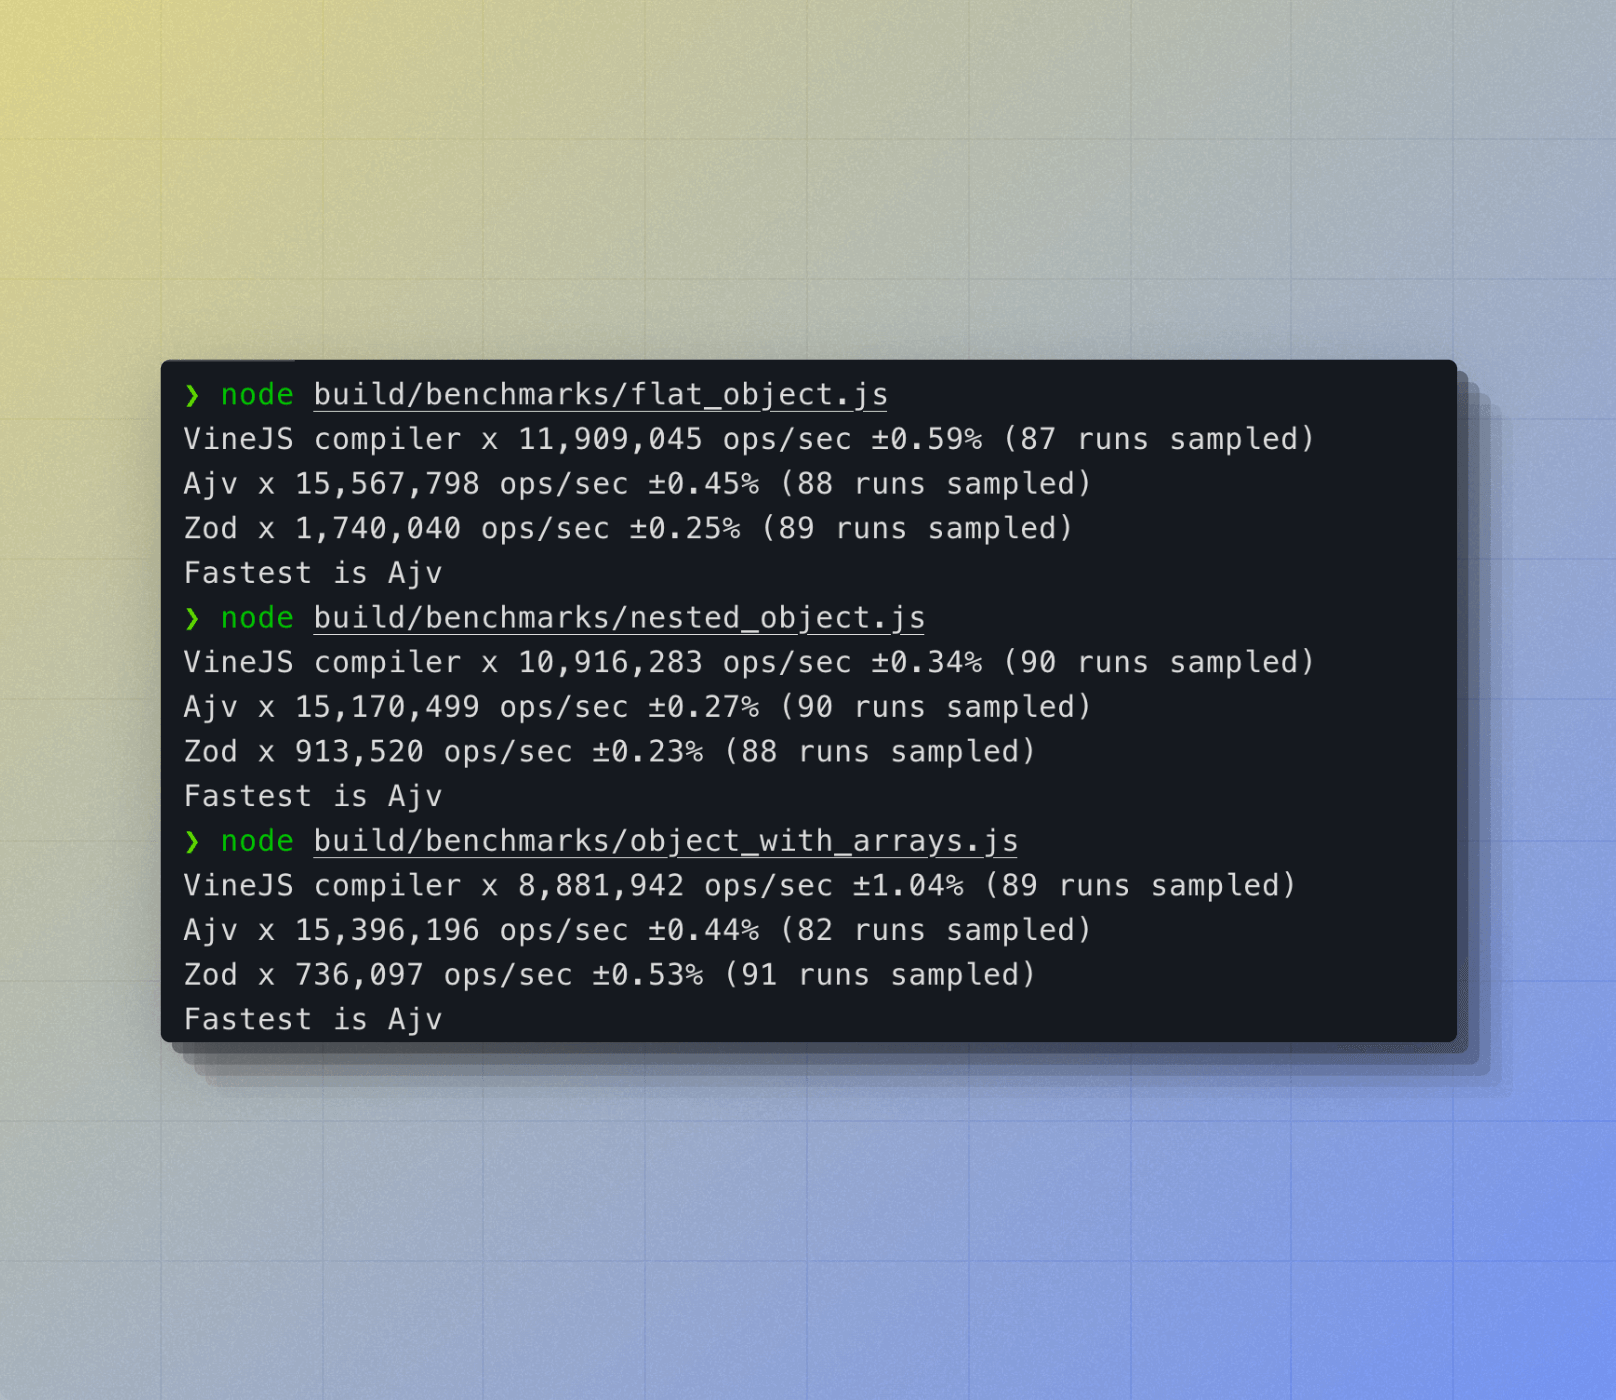 ❯ node build/benchmarks/flat_object.js
VineJS compiler x 11,909,045 ops/sec ±0.59% (87 runs sampled)
Ajv x 15,567,798 ops/sec ±0.45% (88 runs sampled)
Zod x 1,740,040 ops/sec ±0.25% (89 runs sampled)
Fastest is Ajv
❯ node build/benchmarks/nested_object.js
VineJS compiler x 10,916,283 ops/sec ±0.34% (90 runs sampled)
Ajv x 15,170,499 ops/sec ±0.27% (90 runs sampled)
Zod x 913,520 ops/sec ±0.23% (88 runs sampled)
Fastest is Ajv
❯ node build/benchmarks/object_with_arrays.js
VineJS compiler x 8,881,942 ops/sec ±1.04% (89 runs sampled)
Ajv x 15,396,196 ops/sec ±0.44% (82 runs sampled)
Zod x 736,097 ops/sec ±0.53% (91 runs sampled)
Fastest is Ajv